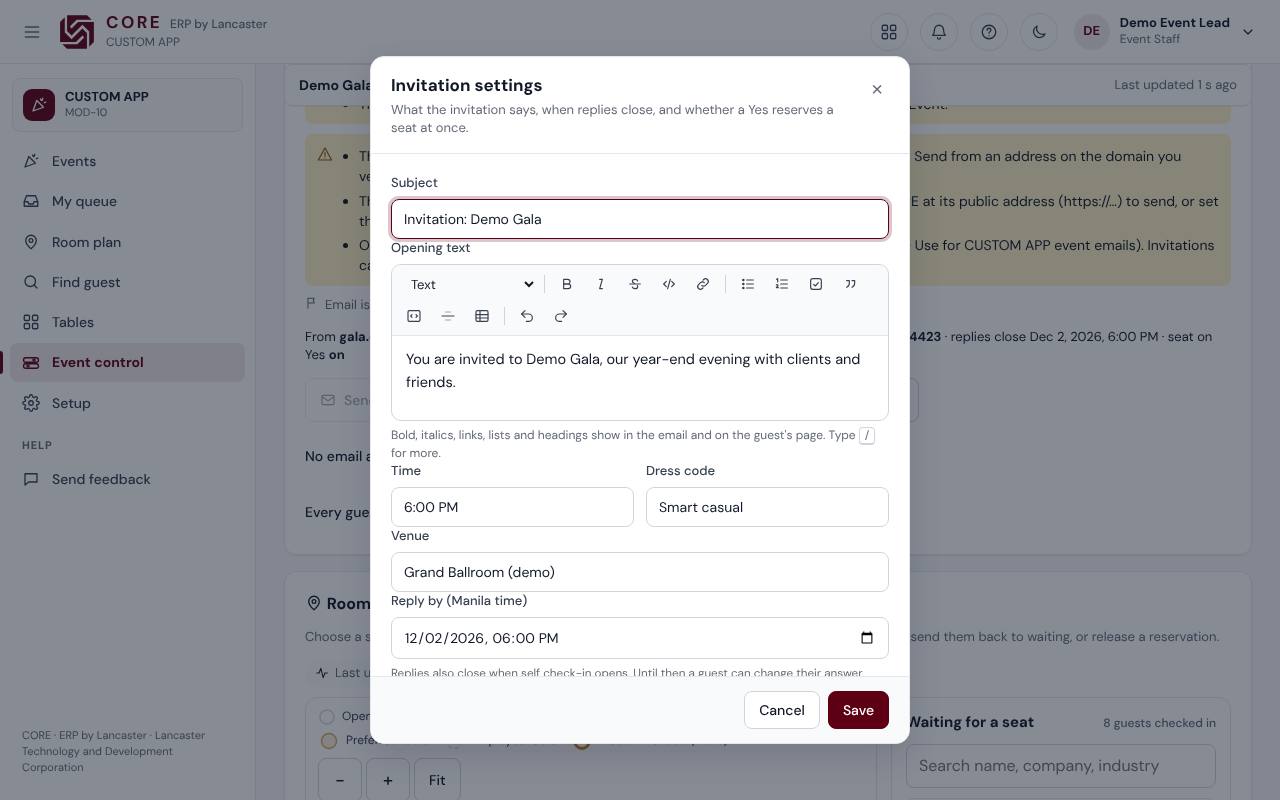 CORE ERP by Lancaster
CUSTOM APP
DE
Demo Event Lead
Event Staff
CUSTOM APP
MOD-10
Events
My queue
Room plan
Find guest
Tables
Event control
Setup
HELP
Send feedback
CORE · ERP by Lancaster · Lancaster
Technology and Development
Corporation
Demo Gala
Last updated 1 s ago
Send from an address on the domain you
at its public address (https://…) to send, or set
Use for CUSTOM APP event emails). Invitations
Email is
From gala.
4423 · replies close Dec 2, 2026, 6:00 PM · seat on
Yes on
No email
Every
Room
Choose a
send them back to waiting, or release a reservation.
Last
Open
– + Fit
Waiting for a seat
8 guests checked in
Search name, company, industry
Invitation settings
What the invitation says, when replies close, and whether a Yes reserves a
seat at once.
Subject
Invitation: Demo Gala
Opening text
Text
You are invited to Demo Gala, our year-end evening with clients and
friends.
Bold, italics, links, lists and headings show in the email and on the guest's page. Type /
for more.
Time
Dress code
6:00 PM
Smart casual
Venue
Grand Ballroom (demo)
Reply by (Manila time)
12/02/2026, 06:00 PM
Replies also close when self check-in opens. Until then a guest can change their answer.
Cancel
Save